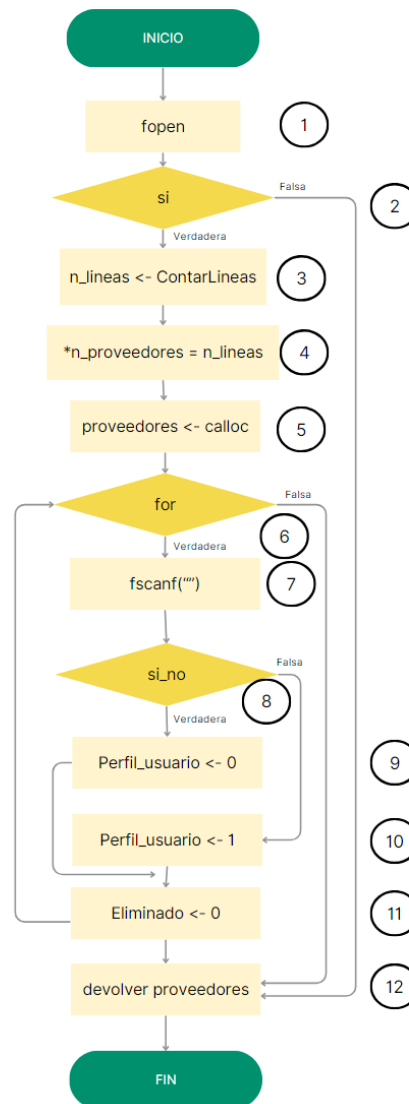 INICIO
fopen
1
si
Falsa
2
Verdadera
n_lineas <- ContarLineas
3
*n_proveedores = n_lineas
4
proveedores <- calloc
5
for
Falsa
6
Verdadera
fscanf(“”)
7
si_no
Falsa
8
Verdadera
Perfil_usuario <- 0
9
Perfil_usuario <- 1
10
Eliminado <- 0
11
devolver proveedores
12
FIN